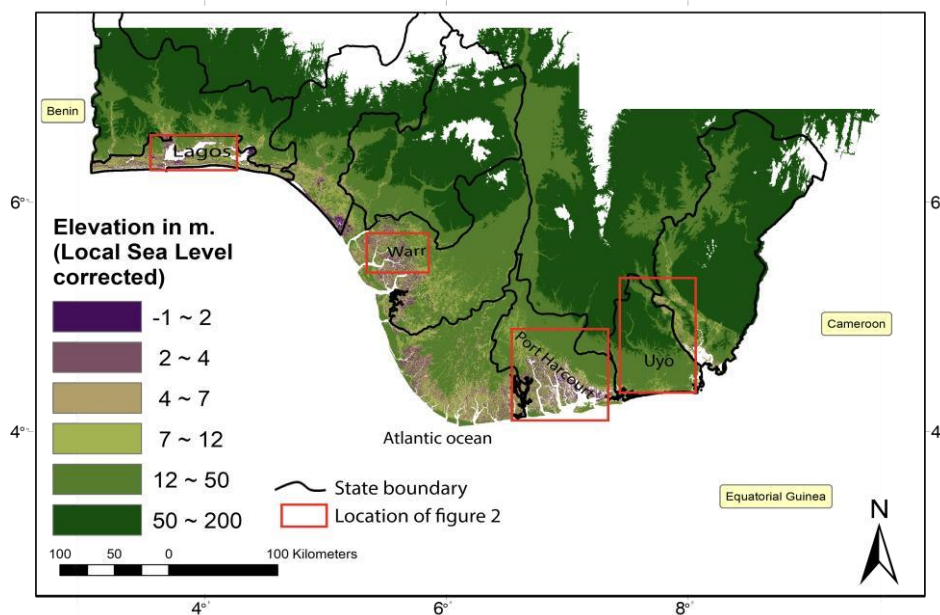 Benin
Lagos
6°
6
Elevation in m.
(Local Sea Level
corrected)
-1 ~ 2
2 ~ 4
4 ~ 7
7 ~ 12
12 ~ 50
50 ~ 200
Warr
Cameroon
Port Harcourt
Uyo
4°
4
Atlantic ocean
State boundary
Location of figure 2
Equatorial Guinea
N
100 50 0 100 Kilometers
4° 6° 8°